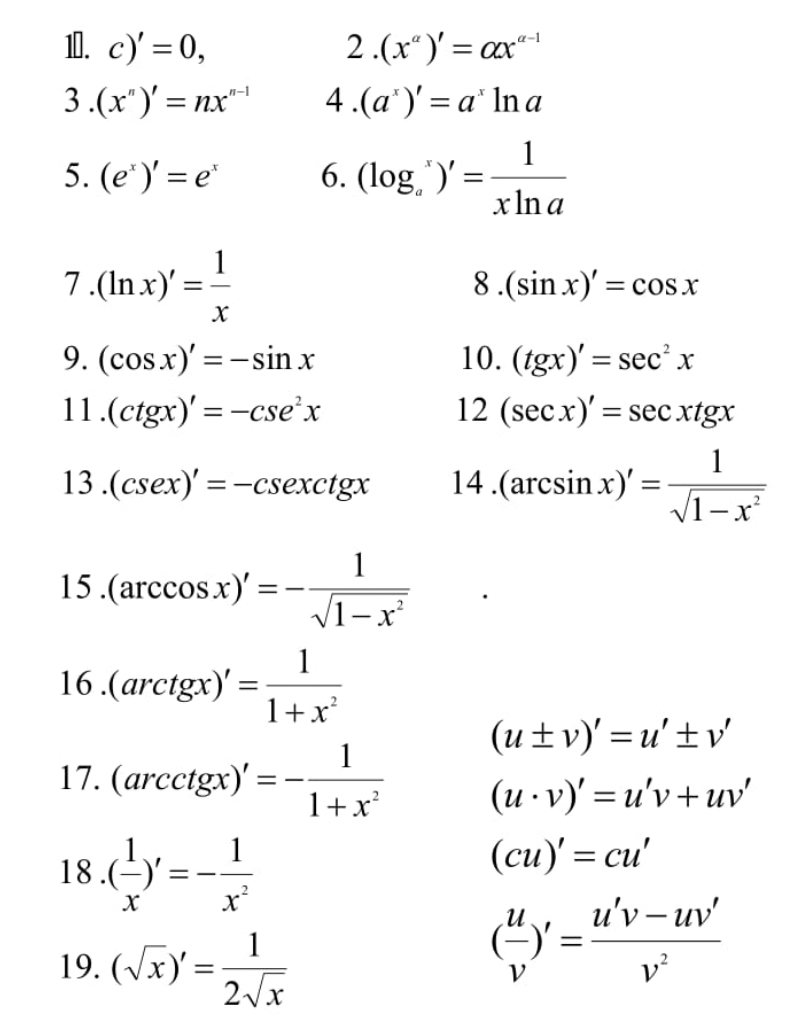 1. c)′ = 0, 2 .(x^α)′ = αx^(α−1)
3 .(x^n)′ = nx^(n−1) 4 .(a^x)′ = a^x ln a
5. (e^x)′ = e^x 6. (log_a^x)′ = 1/(x ln a)
7 .(ln x)′ = 1/x 8 .(sin x)′ = cos x
9. (cos x)′ = −sin x 10. (tgx)′ = sec² x
11 .(ctgx)′ = −cse²x 12 (sec x)′ = sec xtgx
13 .(csex)′ = −csexctgx 14 .(arcsin x)′ = 1/√(1−x²)
15 .(arccos x)′ = −1/√(1−x²) .
16 .(arctgx)′ = 1/(1+x²)
17. (arcctgx)′ = −1/(1+x²)
18 .(1/x)′ = −1/x²
19. (√x)′ = 1/(2√x)
(u ± v)′ = u′ ± v′
(u · v)′ = u′v + uv′
(cu)′ = cu′
(u/v)′ = (u′v − uv′)/v²